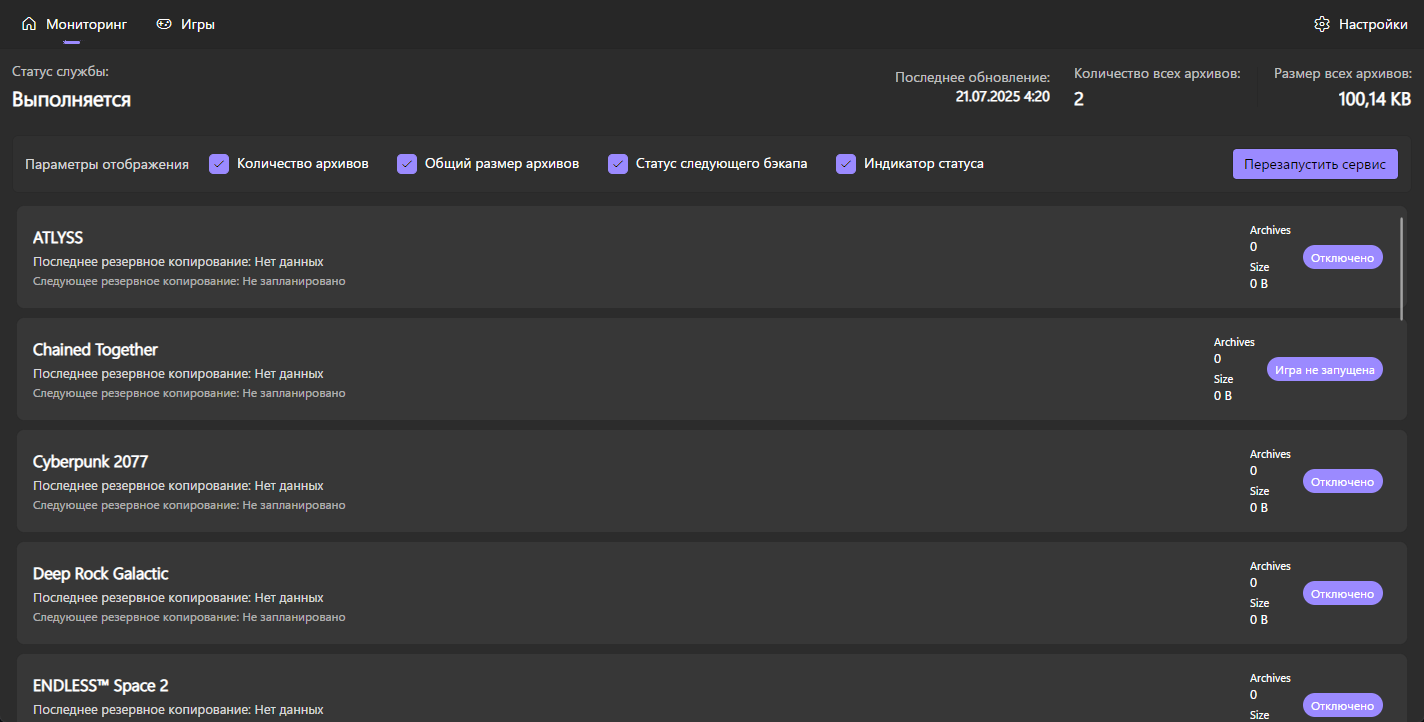 Мониторинг
Игры
Настройки
Статус службы:
Выполняется
Последнее обновление:
21.07.2025 4:20
Количество всех архивов:
2
Размер всех архивов:
100,14 KB
Параметры отображения
Количество архивов
Общий размер архивов
Статус следующего бэкапа
Индикатор статуса
Перезапустить сервис
ATLYSS
Последнее резервное копирование: Нет данных
Следующее резервное копирование: Не запланировано
Archives
0
Size
0 B
Отключено
Chained Together
Последнее резервное копирование: Нет данных
Следующее резервное копирование: Не запланировано
Archives
0
Size
0 B
Игра не запущена
Cyberpunk 2077
Последнее резервное копирование: Нет данных
Следующее резервное копирование: Не запланировано
Archives
0
Size
0 B
Отключено
Deep Rock Galactic
Последнее резервное копирование: Нет данных
Следующее резервное копирование: Не запланировано
Archives
0
Size
0 B
Отключено
ENDLESS™ Space 2
Последнее резервное копирование: Нет данных
Archives
0
Size
Отключено